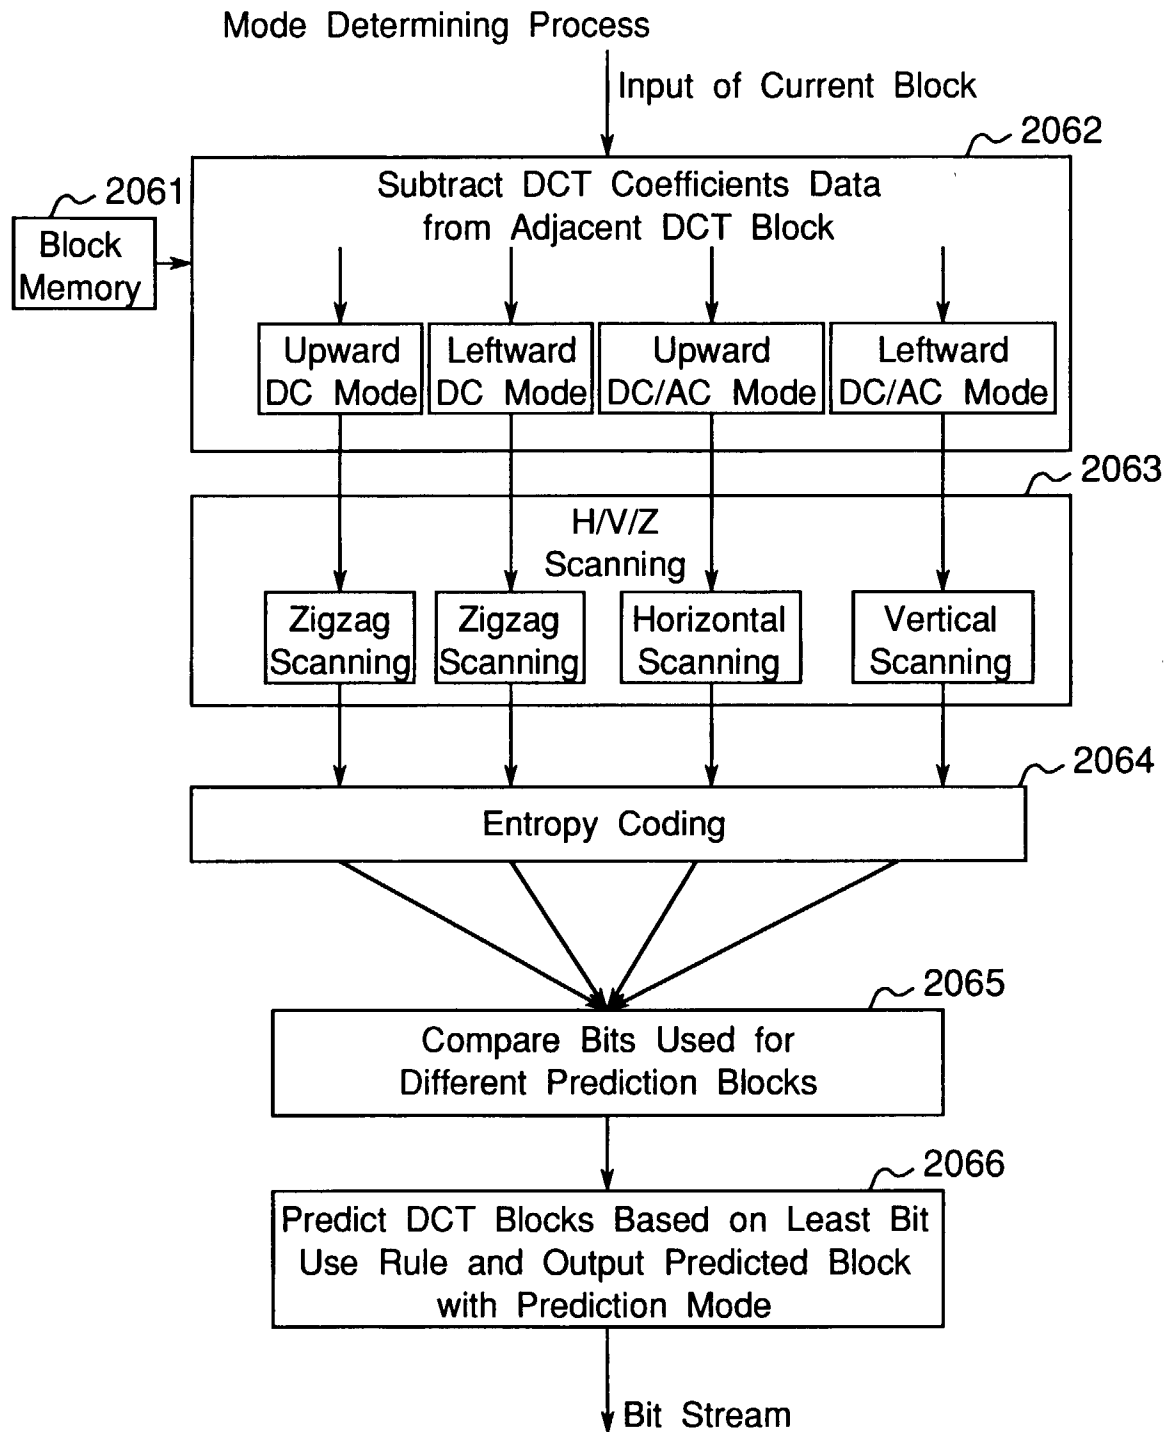 Mode Determining Process
Input of Current Block
2062
Subtract DCT Coefficients Data
from Adjacent DCT Block
2061
Block
Memory
Upward
DC Mode
Leftward
DC Mode
Upward
DC/AC Mode
Leftward
DC/AC Mode
2063
H/V/Z
Scanning
Zigzag
Scanning
Zigzag
Scanning
Horizontal
Scanning
Vertical
Scanning
2064
Entropy Coding
2065
Compare Bits Used for
Different Prediction Blocks
2066
Predict DCT Blocks Based on Least Bit
Use Rule and Output Predicted Block
with Prediction Mode
Bit Stream